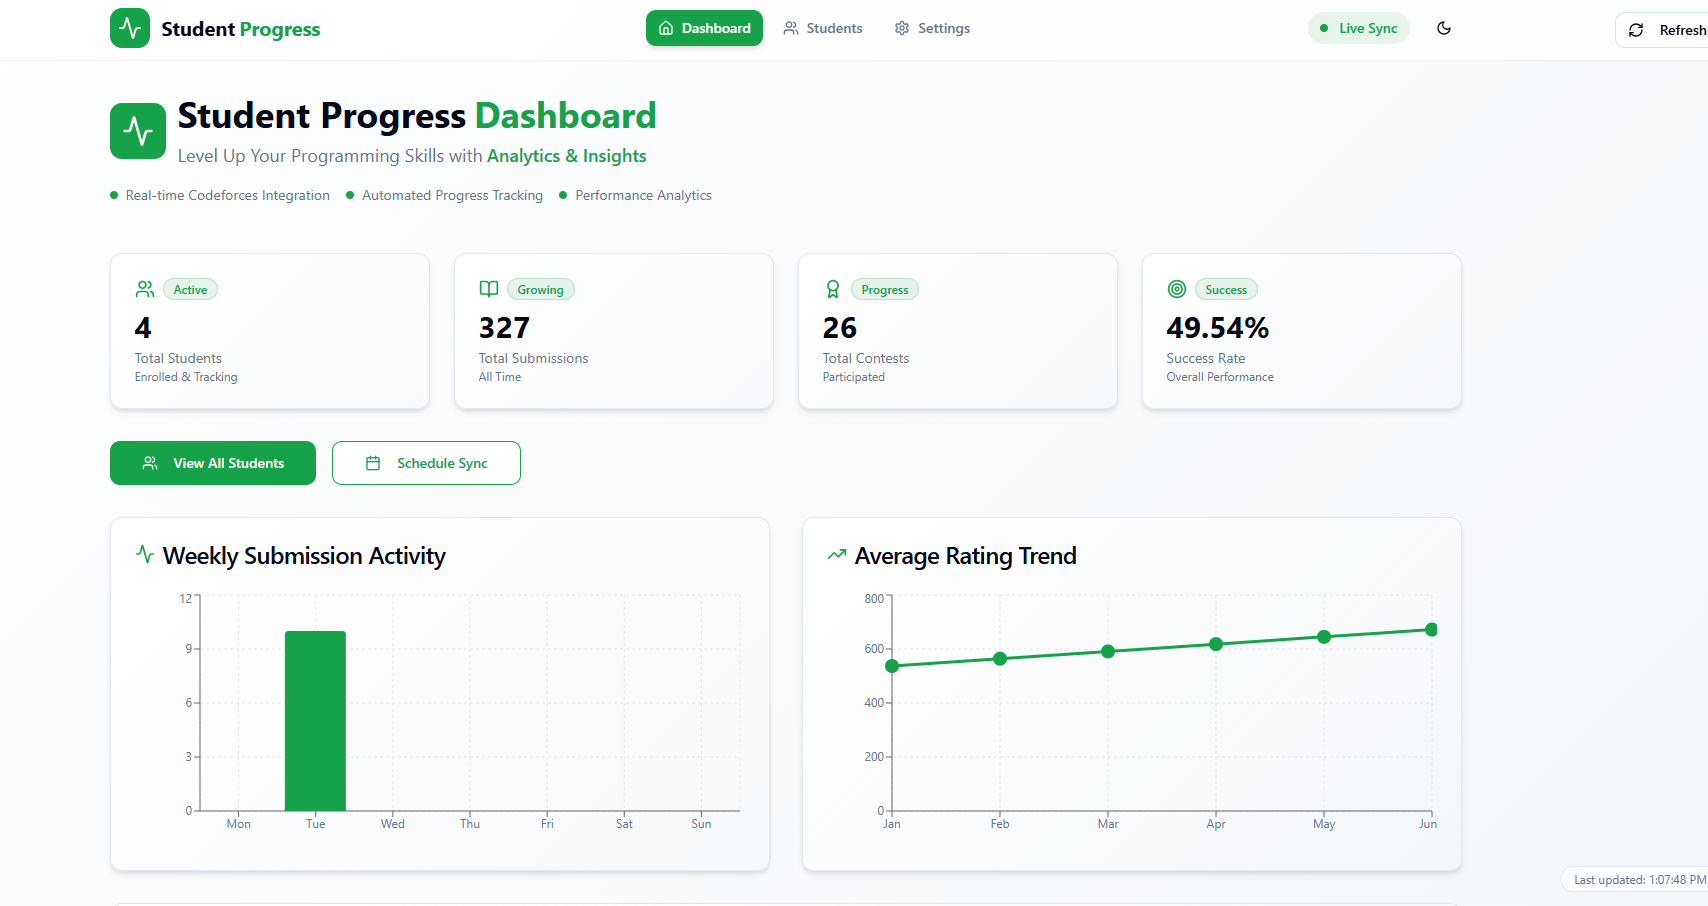 Student Progress
Dashboard
Students
Settings
Live Sync
Refresh
Student Progress Dashboard
Level Up Your Programming Skills with Analytics & Insights
Real-time Codeforces Integration
Automated Progress Tracking
Performance Analytics
Active
4
Total Students
Enrolled & Tracking
Growing
327
Total Submissions
All Time
Progress
26
Total Contests
Participated
Success
49.54%
Success Rate
Overall Performance
View All Students
Schedule Sync
Weekly Submission Activity
12
9
6
3
0
Mon Tue Wed Thu Fri Sat Sun
Average Rating Trend
800
600
400
200
0
Jan Feb Mar Apr May Jun
Last updated: 1:07:48 PM